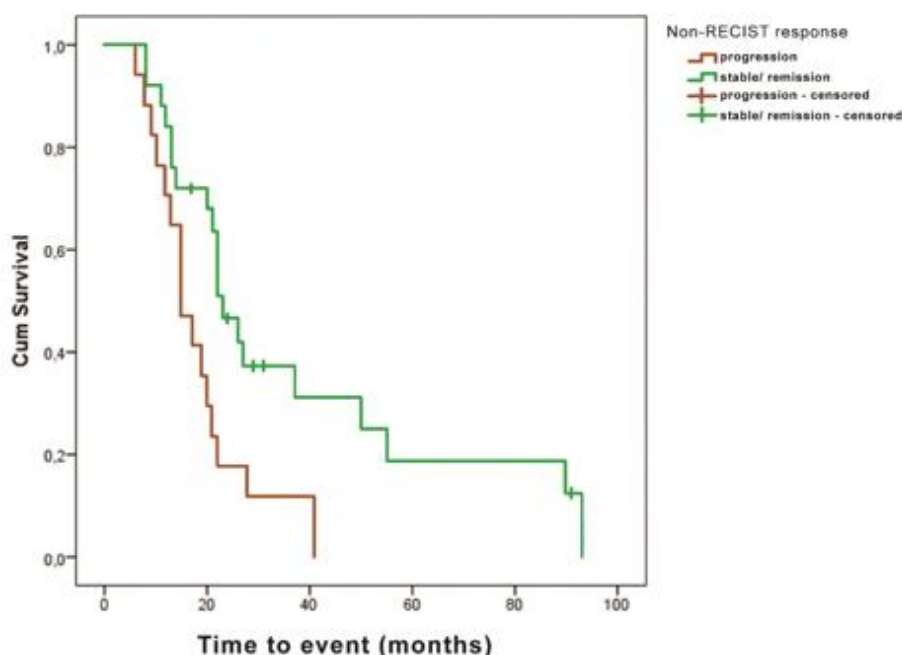 Non-RECIST response
progression
stable/ remission
progression - censored
stable/ remission - censored
1,0
0,8
0,6
0,4
0,2
0,0
Cum Survival
0 20 40 60 80 100
Time to event (months)